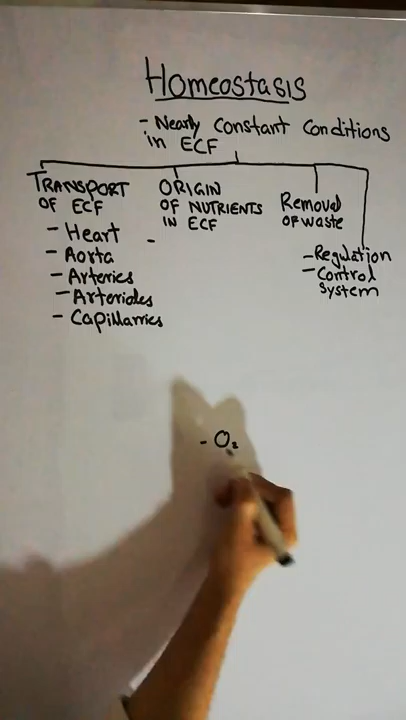 Homeostasis
- Nearly Constant Conditions
in ECF
TRANSPORT
OF ECF
- Heart
- Aorta
- Arteries
- Arterioles
- Capillarries
ORIGIN
OF NUTRIENTS
IN ECF
-
Removal
OF waste
- Regulation
- Control
System
- O₂